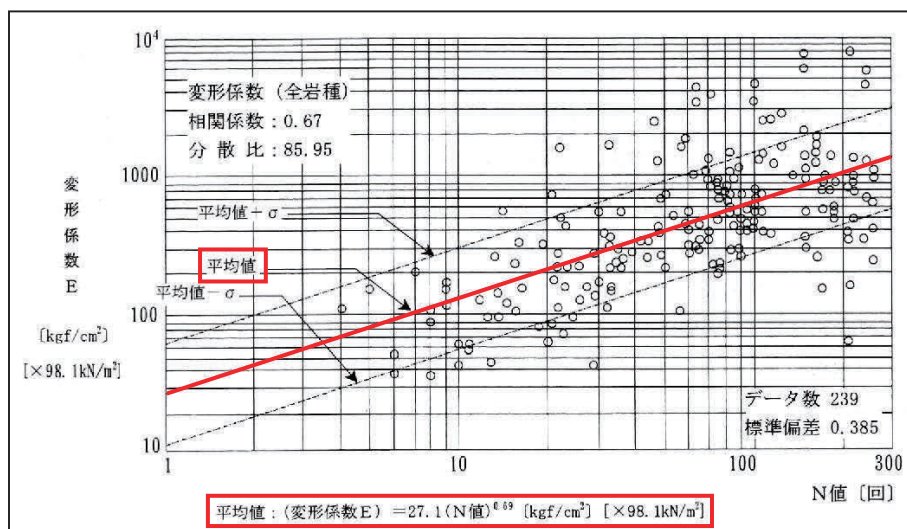 10⁴
変形係数（全岩種）
相関係数：0.67
分 散 比：85.95
変
形
係
数
E
1000
平均値＋σ
平均値
平均値－σ
100
[kgf/cm²]
[×98.1kN/m²]
データ数 239
標準偏差 0.385
10
1
10
100
300
N値〔回〕
平均値：(変形係数E) ＝27.1(N値)⁰·⁶⁹ [kgf/cm²] [×98.1kN/m²]